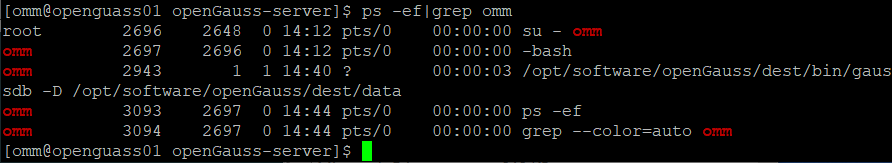 [omm@openguass01 openGauss-server]$ ps -ef|grep omm
root      2696  2648  0 14:12 pts/0    00:00:00 su - omm
omm       2697  2696  0 14:12 pts/0    00:00:00 -bash
omm       2943     1  1 14:40 ?        00:00:03 /opt/software/openGauss/dest/bin/gaus
sdb -D /opt/software/openGauss/dest/data
omm       3093  2697  0 14:44 pts/0    00:00:00 ps -ef
omm       3094  2697  0 14:44 pts/0    00:00:00 grep --color=auto omm
[omm@openguass01 openGauss-server]$